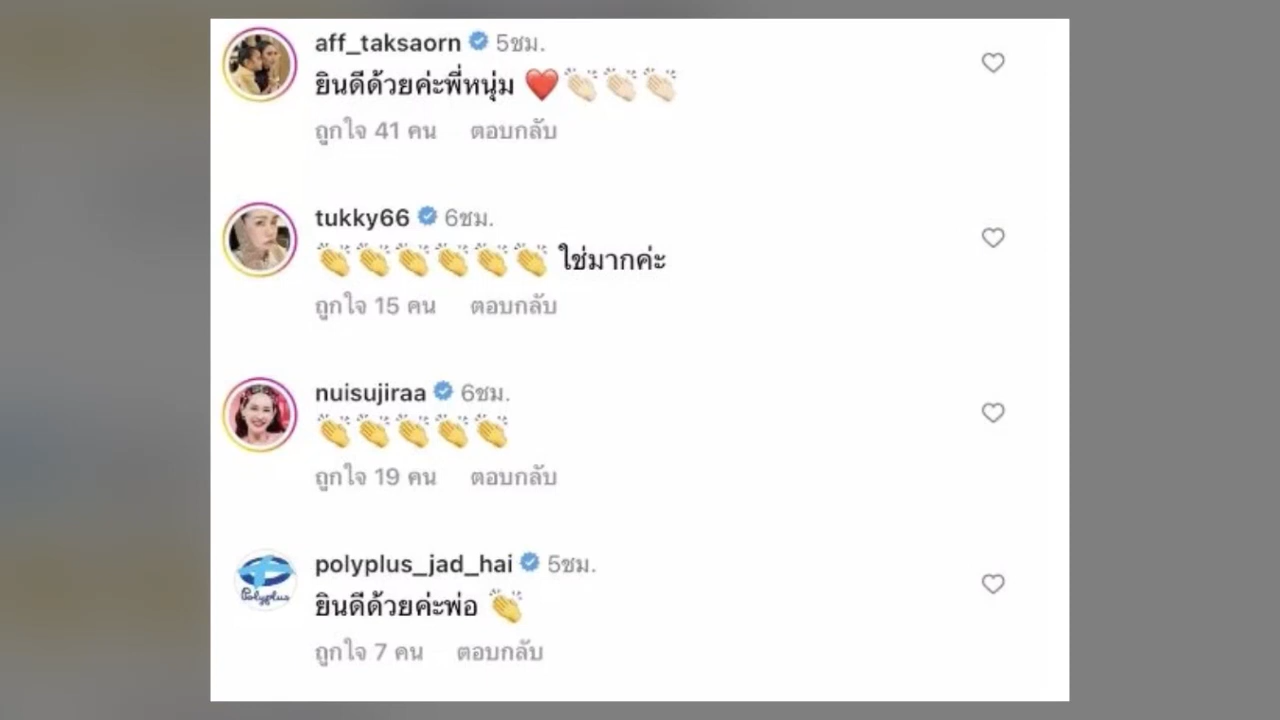 aff_taksaorn 5ชม.
ยินดีด้วยค่ะพี่หนุ่ม ❤️👏🏻👏🏻👏🏻
ถูกใจ 41 คน ตอบกลับ
tukky66 6ชม.
👏👏👏👏👏👏 ใช่มากค่ะ
ถูกใจ 15 คน ตอบกลับ
nuisujiraa 6ชม.
👏👏👏👏👏
ถูกใจ 19 คน ตอบกลับ
polyplus_jad_hai 5ชม.
Polyplus
ยินดีด้วยค่ะพ่อ 👏
ถูกใจ 7 คน ตอบกลับ